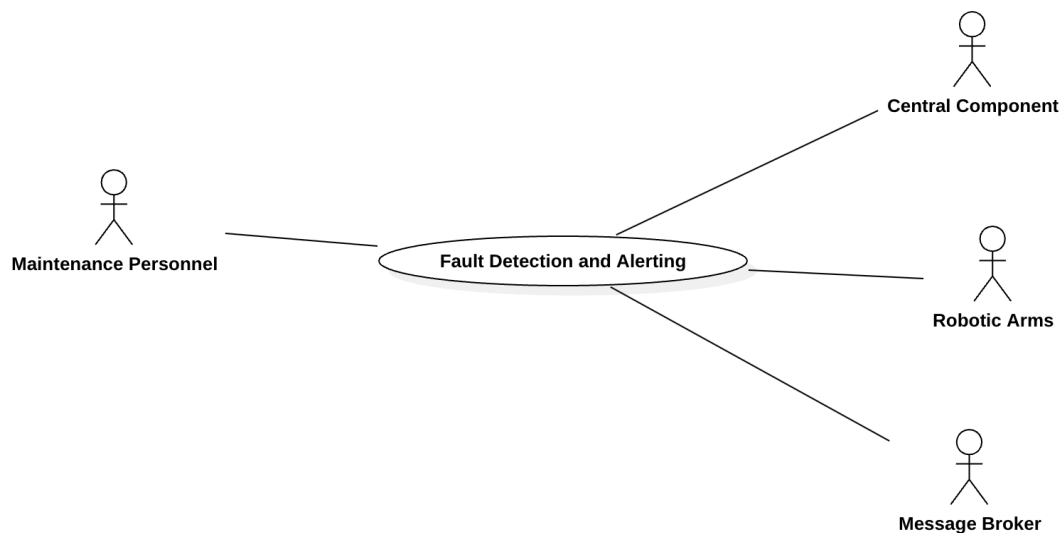 Central Component
Maintenance Personnel
Fault Detection and Alerting
Robotic Arms
Message Broker